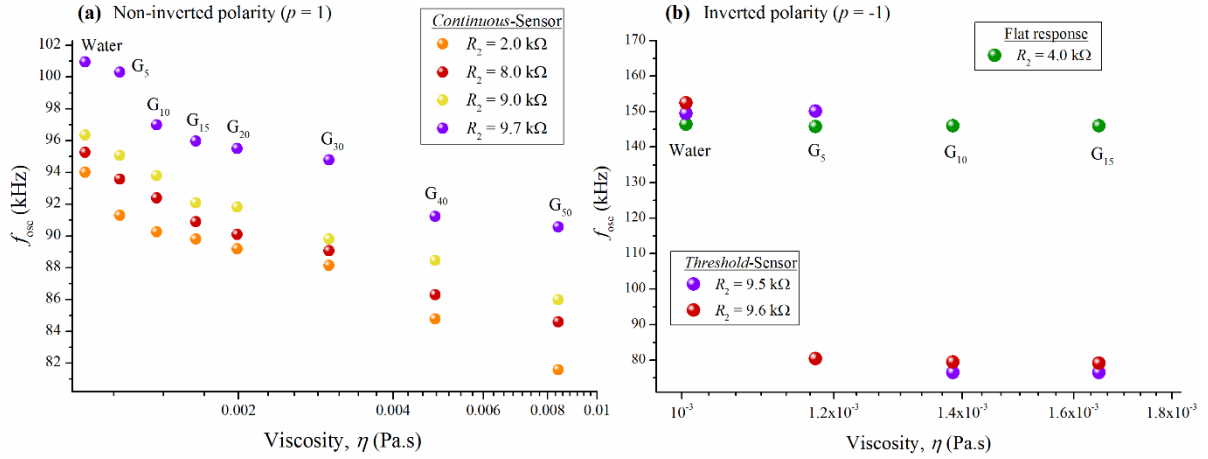 (a) Non-inverted polarity (p = 1)
Continuous-Sensor
R2 = 2.0 kΩ
R2 = 8.0 kΩ
R2 = 9.0 kΩ
R2 = 9.7 kΩ
Water
G5
G10
G15
G20
G30
G40
G50
102
100
98
96
94
92
90
88
86
84
82
fosc (kHz)
0.002
0.004
0.006
0.008
0.01
Viscosity, η (Pa.s)
(b) Inverted polarity (p = -1)
Flat response
R2 = 4.0 kΩ
Water
G5
G10
G15
Threshold-Sensor
R2 = 9.5 kΩ
R2 = 9.6 kΩ
170
160
150
140
130
120
110
100
90
80
fosc (kHz)
10-3
1.2x10-3
1.4x10-3
1.6x10-3
1.8x10-3
Viscosity, η (Pa.s)